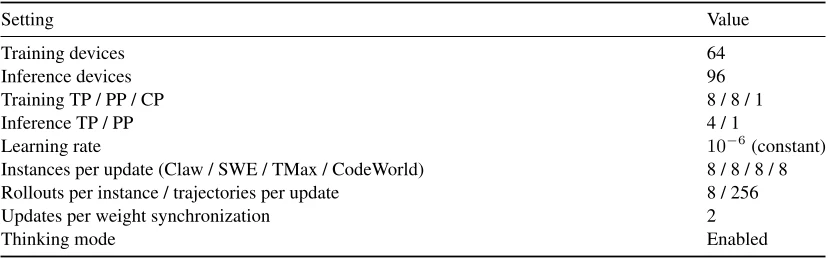 Setting Value
Training devices 64
Inference devices 96
Training TP / PP / CP 8 / 8 / 1
Inference TP / PP 4 / 1
Learning rate 10⁻⁶ (constant)
Instances per update (Claw / SWE / TMax / CodeWorld) 8 / 8 / 8 / 8
Rollouts per instance / trajectories per update 8 / 256
Updates per weight synchronization 2
Thinking mode Enabled